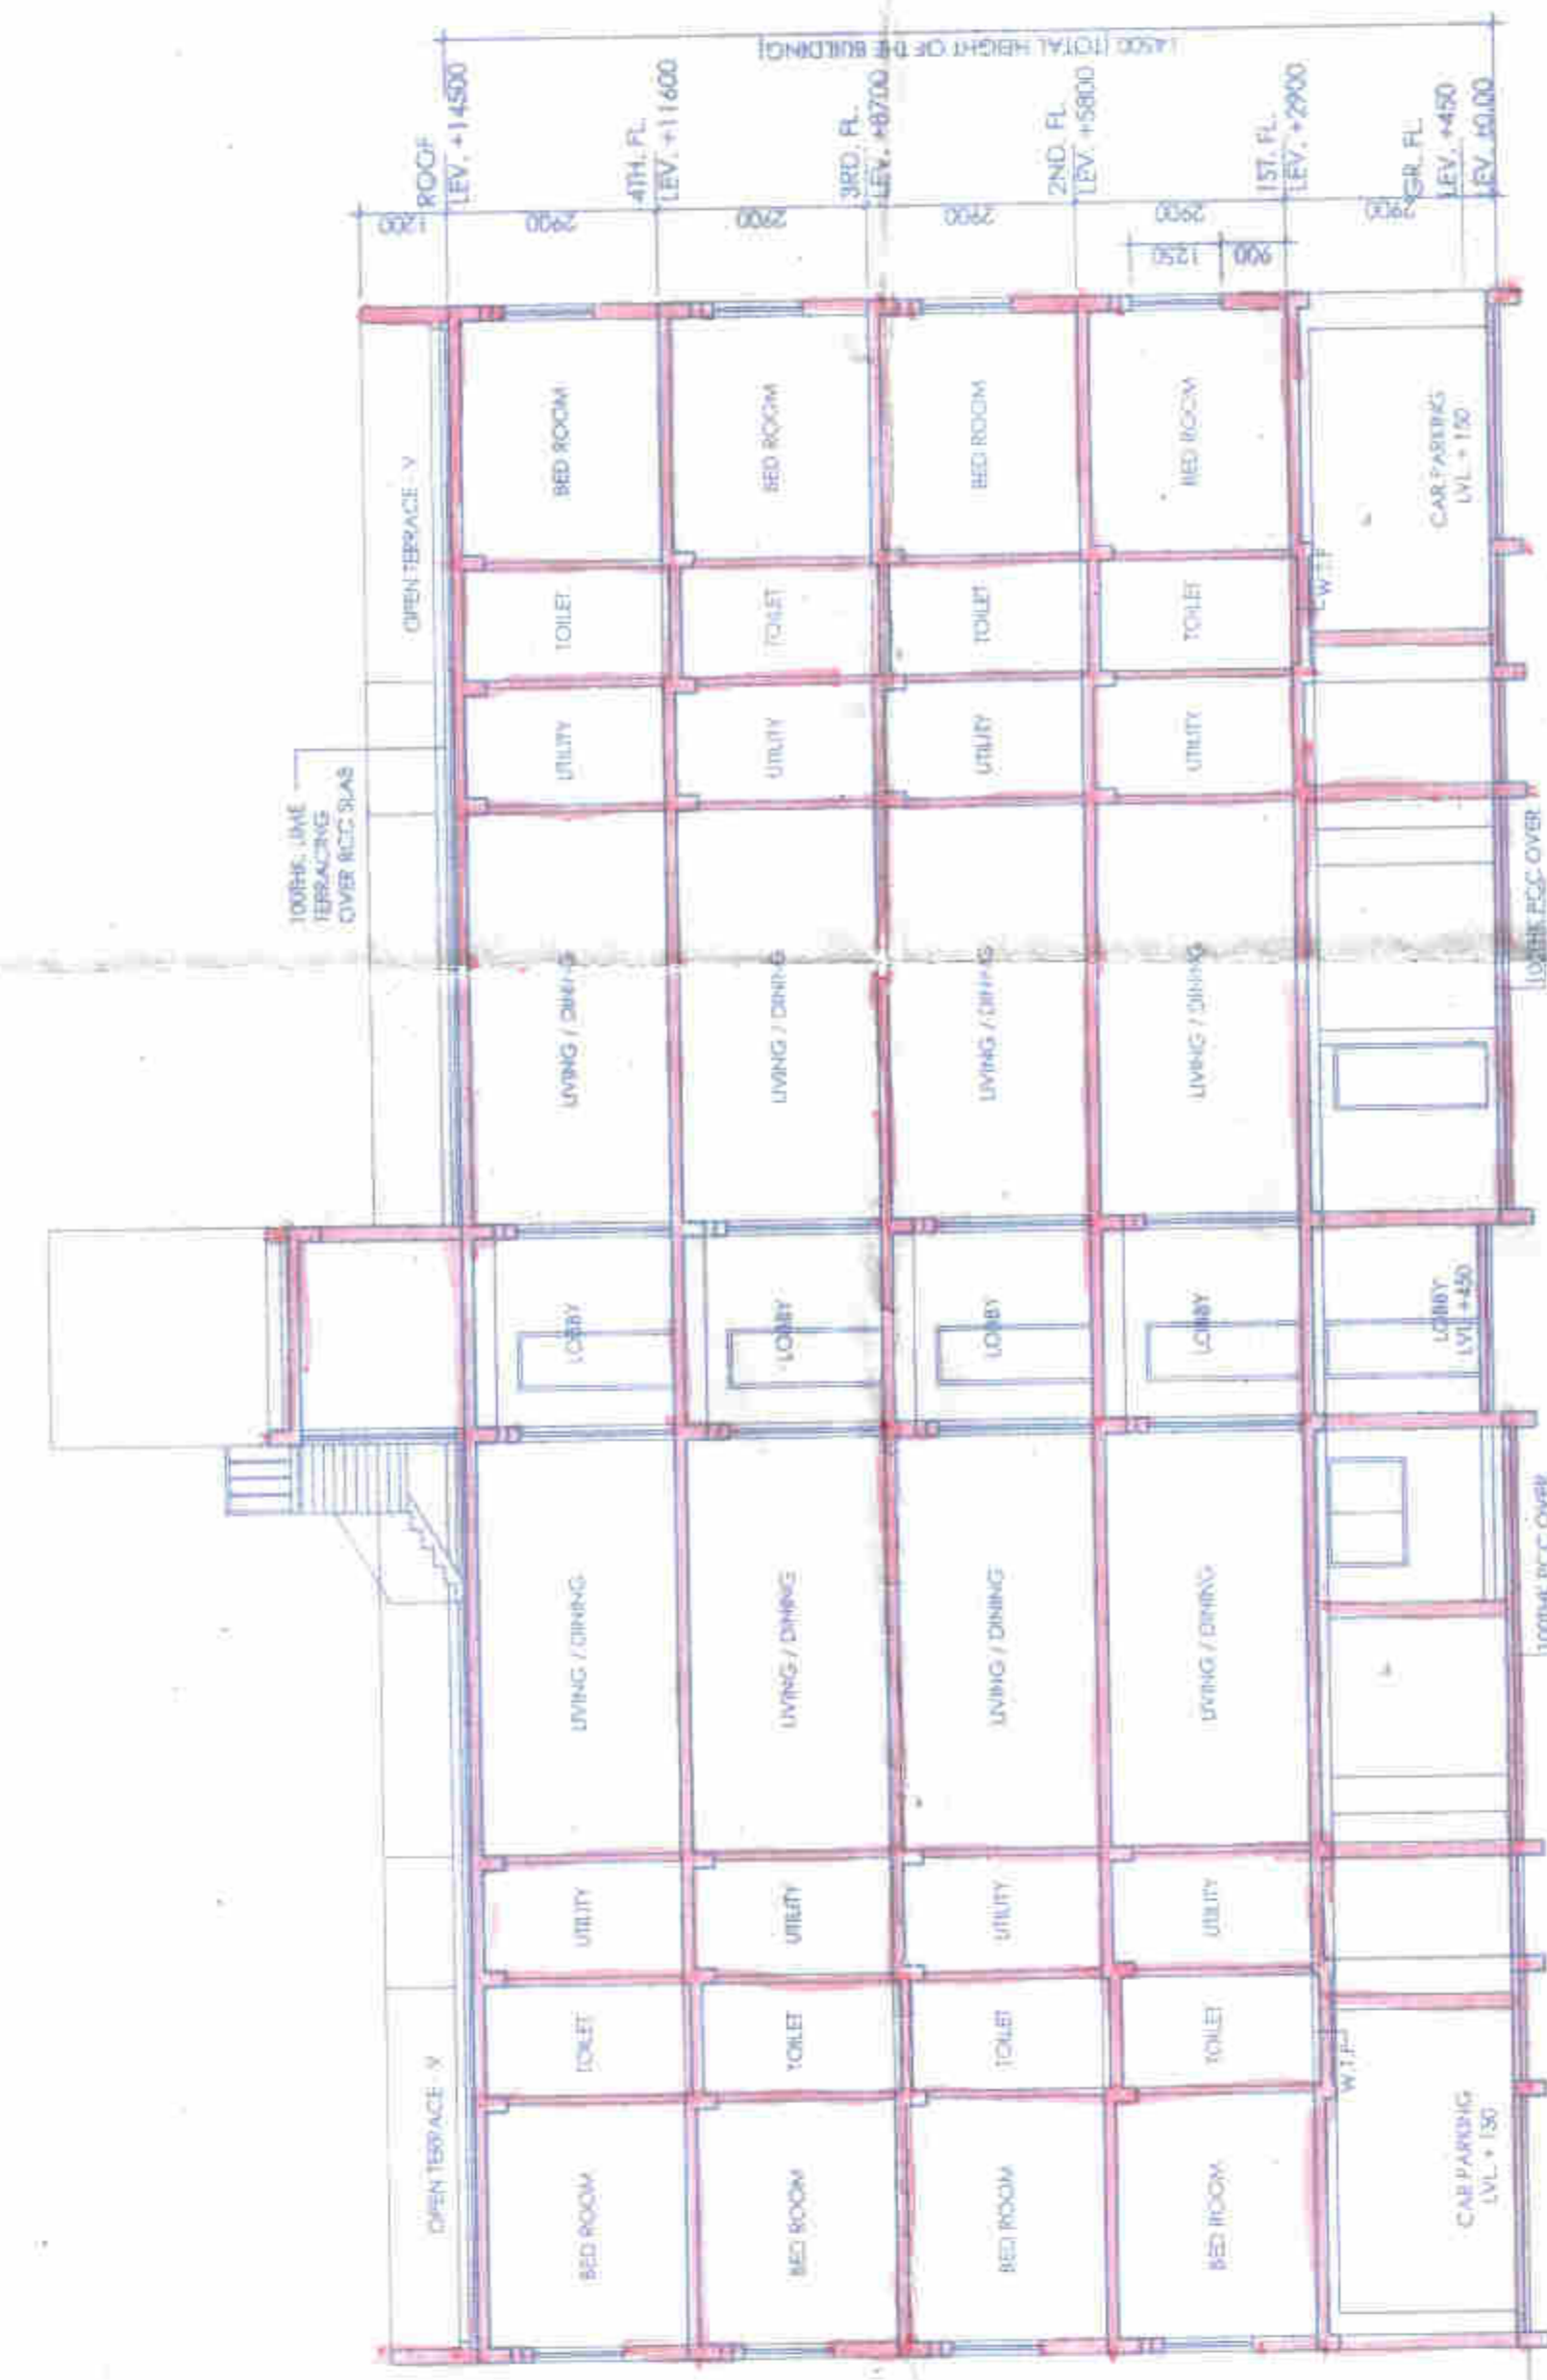 100THK. LIME
TERRACING
OVER RCC SLAB
OPEN TERRACE - V
OPEN TERRACE - V
ROOF
LEV. +14500
4TH. FL.
LEV. +11600
3RD. FL.
LEV. +8700
2ND. FL.
LEV. +5800
1ST. FL.
LEV. +2900
GR. FL.
LEV. +450
LEV. ±0.00
14500 (TOTAL HEIGHT OF THE BUILDING)
1200
2900
2900
2900
2900
2900
1250
900
BED ROOM
TOILET
UTILITY
LIVING / DINING
LOBBY
LIVING / DINING
UTILITY
TOILET
BED ROOM
BED ROOM
TOILET
UTILITY
LIVING / DINING
LOBBY
LIVING / DINING
UTILITY
TOILET
BED ROOM
BED ROOM
TOILET
UTILITY
LIVING / DINING
LOBBY
LIVING / DINING
UTILITY
TOILET
BED ROOM
BED ROOM
TOILET
UTILITY
LIVING / DINING
LOBBY
LIVING / DINING
UTILITY
TOILET
BED ROOM
W.T.P
W.T.P
CAR PARKING
LVL. + 150
LOBBY
LVL. +450
CAR PARKING
LVL. + 150
100THK PCC OVER
100THK PCC OVER